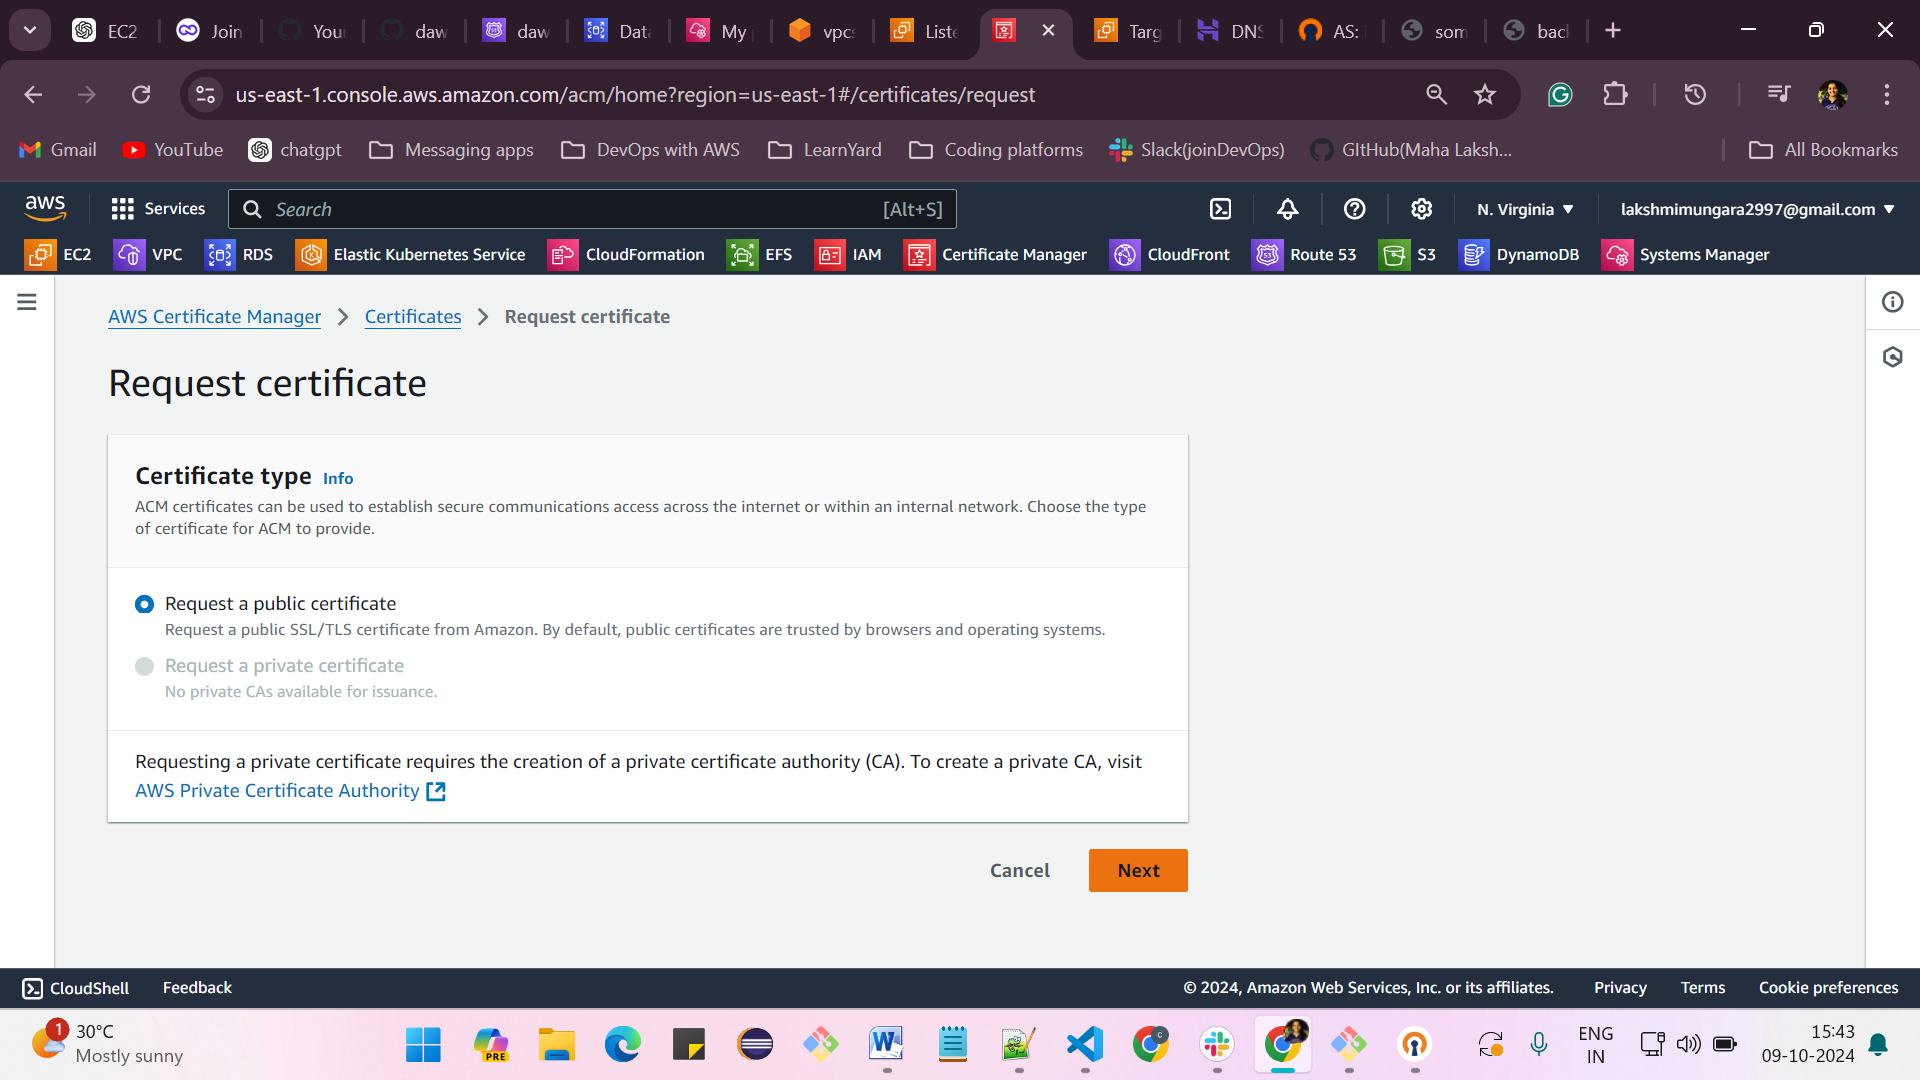 EC2
Join
You
daw
daw
Data
My
vpc
Liste
Targ
DNS
AS:
som
back
us-east-1.console.aws.amazon.com/acm/home?region=us-east-1#/certificates/request
Gmail
YouTube
chatgpt
Messaging apps
DevOps with AWS
LearnYard
Coding platforms
Slack(joinDevOps)
GItHub(Maha Laksh...
All Bookmarks
aws
Services
Search
[Alt+S]
N. Virginia
lakshmimungara2997@gmail.com
EC2
VPC
RDS
Elastic Kubernetes Service
CloudFormation
EFS
IAM
Certificate Manager
CloudFront
Route 53
S3
DynamoDB
Systems Manager
AWS Certificate Manager
Certificates
Request certificate
Request certificate
Certificate type Info
ACM certificates can be used to establish secure communications access across the internet or within an internal network. Choose the type
of certificate for ACM to provide.
Request a public certificate
Request a public SSL/TLS certificate from Amazon. By default, public certificates are trusted by browsers and operating systems.
Request a private certificate
No private CAs available for issuance.
Requesting a private certificate requires the creation of a private certificate authority (CA). To create a private CA, visit
AWS Private Certificate Authority
Cancel
Next
CloudShell
Feedback
© 2024, Amazon Web Services, Inc. or its affiliates.
Privacy
Terms
Cookie preferences
1
30°C
Mostly sunny
PRE
ENG
IN
15:43
09-10-2024